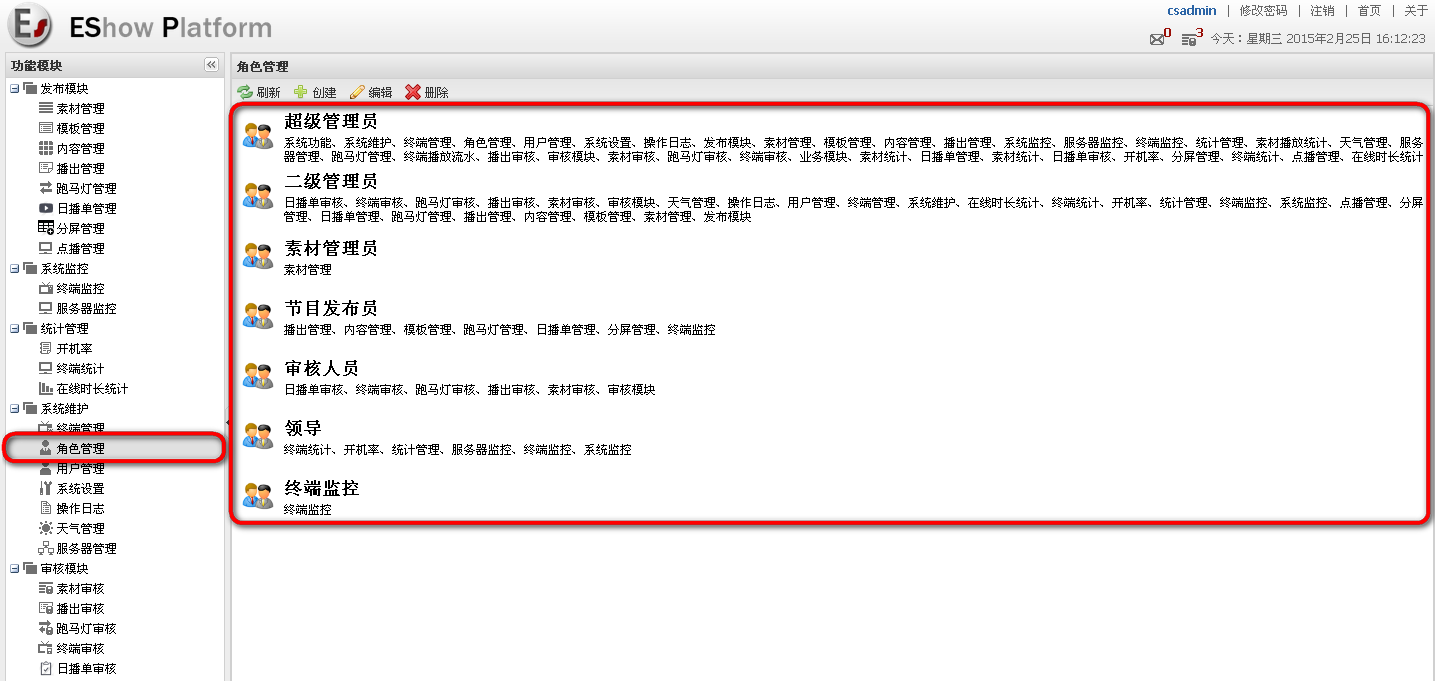 EShow Platform
csadmin | 修改密码 | 注销 | 首页 | 关于
0 3 今天：星期三 2015年2月25日 16:12:23
功能模块
发布模块
素材管理
模板管理
内容管理
播出管理
跑马灯管理
日播单管理
分屏管理
点播管理
系统监控
终端监控
服务器监控
统计管理
开机率
终端统计
在线时长统计
系统维护
终端管理
角色管理
用户管理
系统设置
操作日志
天气管理
服务器管理
审核模块
素材审核
播出审核
跑马灯审核
终端审核
日播单审核
角色管理
刷新 创建 编辑 删除
超级管理员
系统功能、系统维护、终端管理、角色管理、用户管理、系统设置、操作日志、发布模块、素材管理、模板管理、内容管理、播出管理、系统监控、服务器监控、终端监控、统计管理、素材播放统计、天气管理、服务
器管理、跑马灯管理、终端播放流水、播出审核、审核模块、素材审核、跑马灯审核、终端审核、业务模块、素材统计、日播单管理、素材统计、日播单审核、开机率、分屏管理、终端统计、点播管理、在线时长统计
二级管理员
日播单审核、终端审核、跑马灯审核、播出审核、素材审核、审核模块、天气管理、操作日志、用户管理、终端管理、系统维护、在线时长统计、终端统计、开机率、统计管理、终端监控、系统监控、点播管理、分屏
管理、日播单管理、跑马灯管理、播出管理、内容管理、模板管理、素材管理、发布模块
素材管理员
素材管理
节目发布员
播出管理、内容管理、模板管理、跑马灯管理、日播单管理、分屏管理、终端监控
审核人员
日播单审核、终端审核、跑马灯审核、播出审核、素材审核、审核模块
领导
终端统计、开机率、统计管理、服务器监控、终端监控、系统监控
终端监控
终端监控